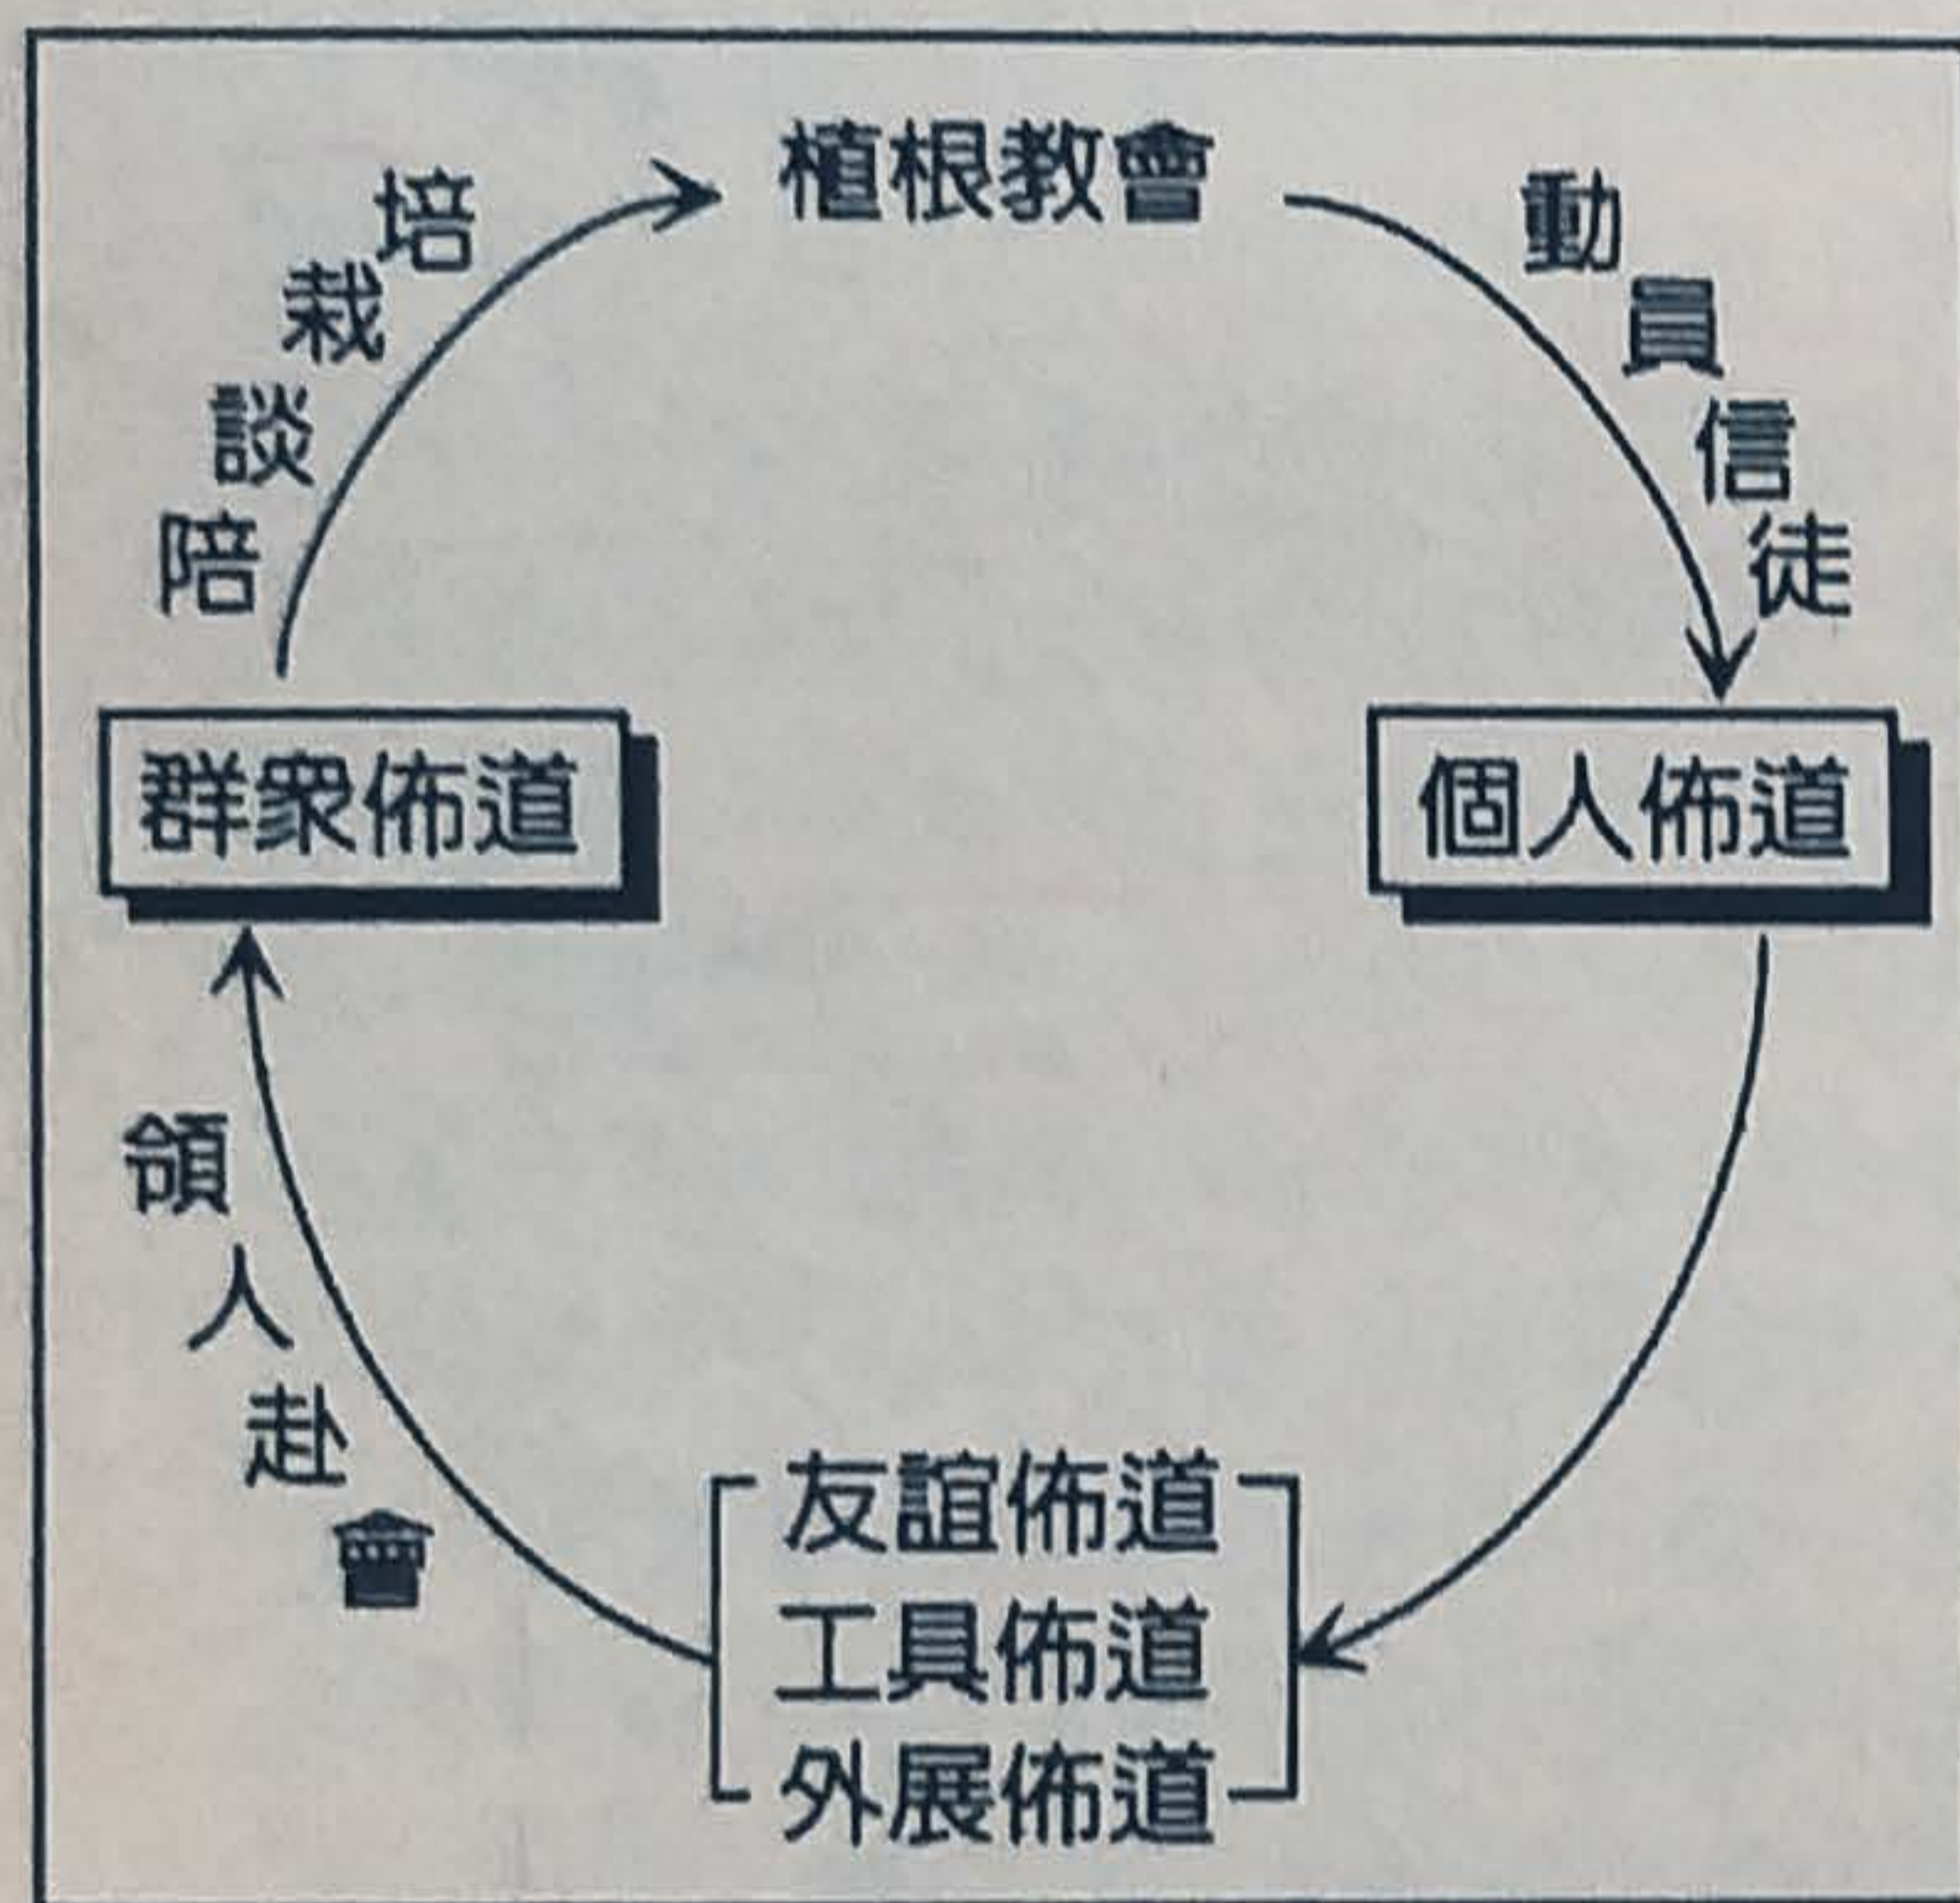 植根教會
動員信徒
個人佈道
友誼佈道
工具佈道
外展佈道
領人赴會
群衆佈道
陪談栽培